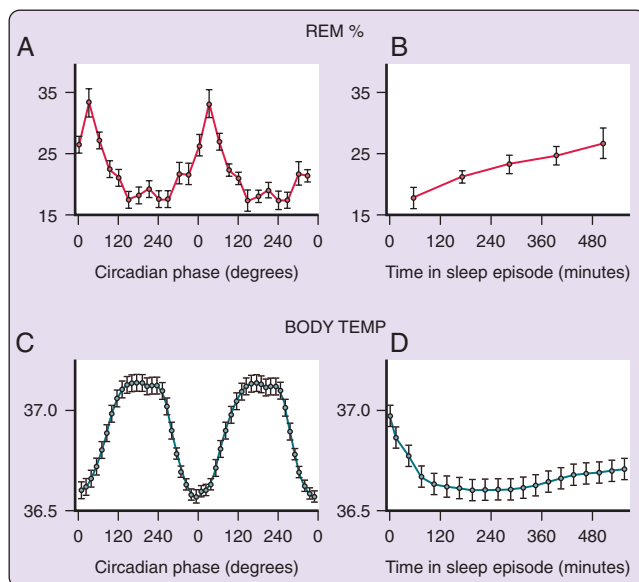 REM %
A
B
35
25
15
0 120 240 0 120 240 0
Circadian phase (degrees)
35
25
15
0 120 240 360 480
Time in sleep episode (minutes)
BODY TEMP
C
D
37.0
36.5
0 120 240 0 120 240 0
Circadian phase (degrees)
37.0
36.5
0 120 240 360 480
Time in sleep episode (minutes)